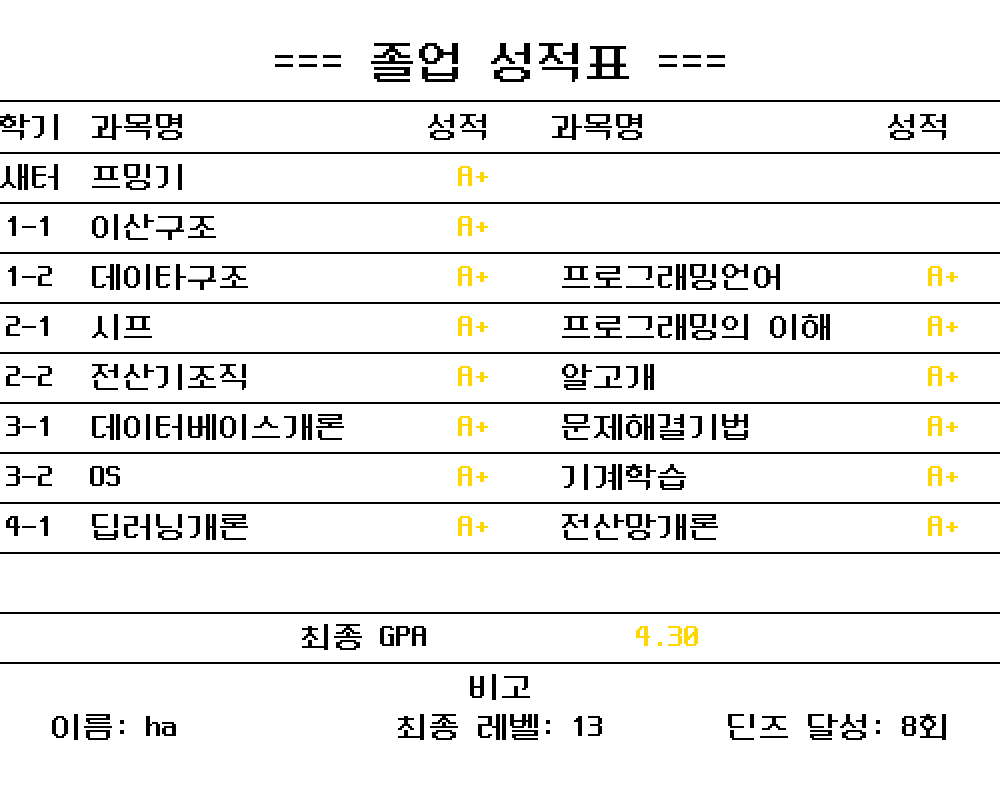 === 졸업 성적표 ===
학기 과목명 성적 과목명 성적
새터 프밍기 A+
1-1 이산구조 A+
1-2 데이타구조 A+ 프로그래밍언어 A+
2-1 시프 A+ 프로그래밍의 이해 A+
2-2 전산기조직 A+ 알고개 A+
3-1 데이터베이스개론 A+ 문제해결기법 A+
3-2 OS A+ 기계학습 A+
4-1 딥러닝개론 A+ 전산망개론 A+
최종 GPA 4.30
비고
이름: ha 최종 레벨: 13 딘즈 달성: 8회